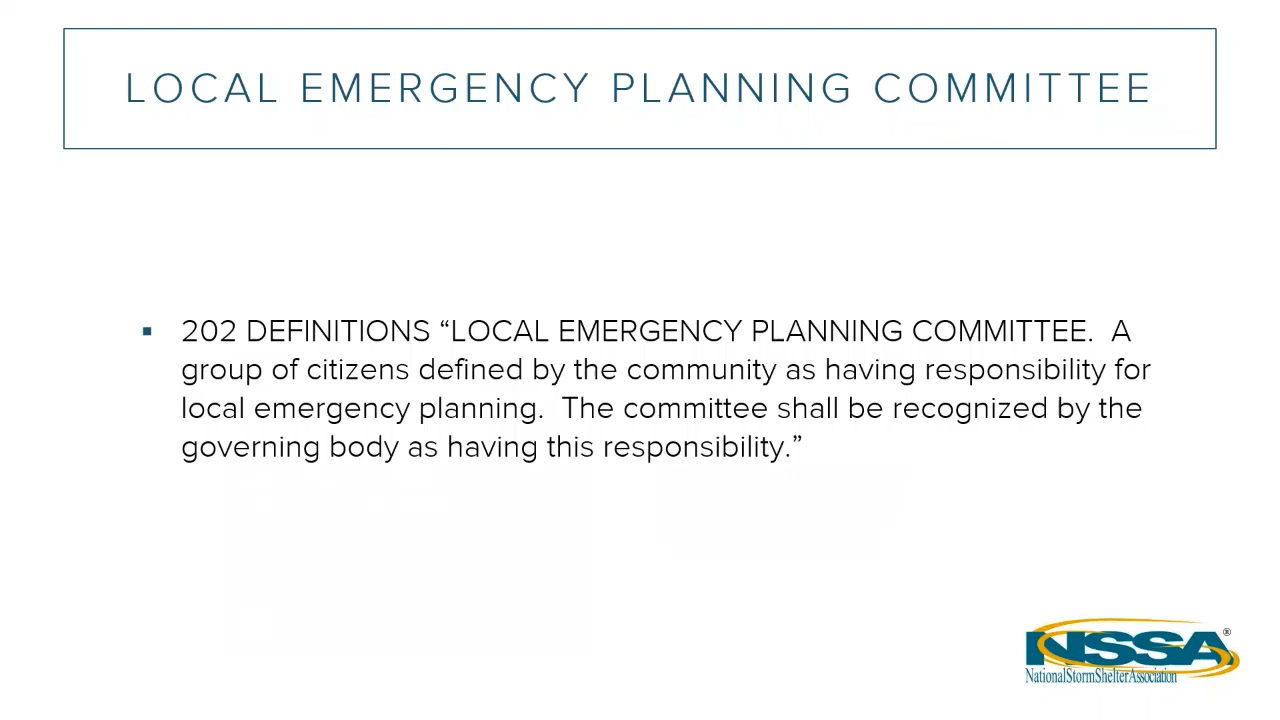 LOCAL EMERGENCY PLANNING COMMITTEE
▪ 202 DEFINITIONS “LOCAL EMERGENCY PLANNING COMMITTEE.  A
group of citizens defined by the community as having responsibility for
local emergency planning.  The committee shall be recognized by the
governing body as having this responsibility.”
NSSA®
NationalStormShelterAssociation